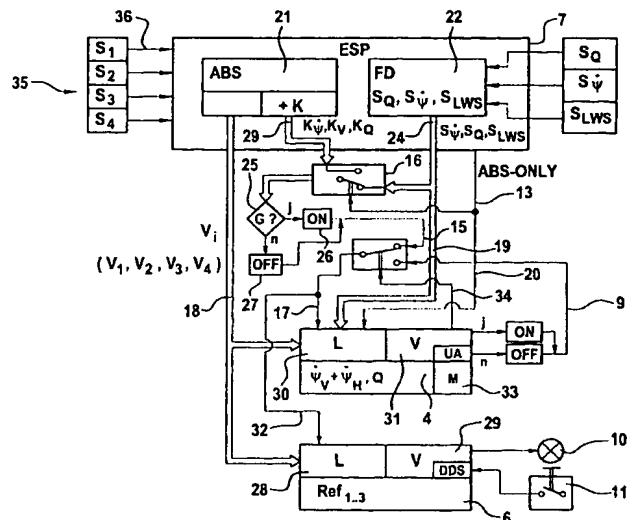 36
21
22
7
ESP
S1
S2
S3
S4
35
ABS
+ K
FD
SQ, Sψ̇, SLWS
SQ
Sψ̇
SLWS
29
Kψ̇, KV, KQ
24
Sψ̇, SQ, SLWS
16
ABS-ONLY
13
25
G ?
j
ON
n
26
15
OFF
27
Vi
(V1, V2, V3, V4)
19
20
9
18
17
34
L
V
j
ON
UA
n
OFF
30
ψ̇V + ψ̇H, Q
31
4
M
33
32
29
10
L
V
DDS
28
11
Ref1..3
6